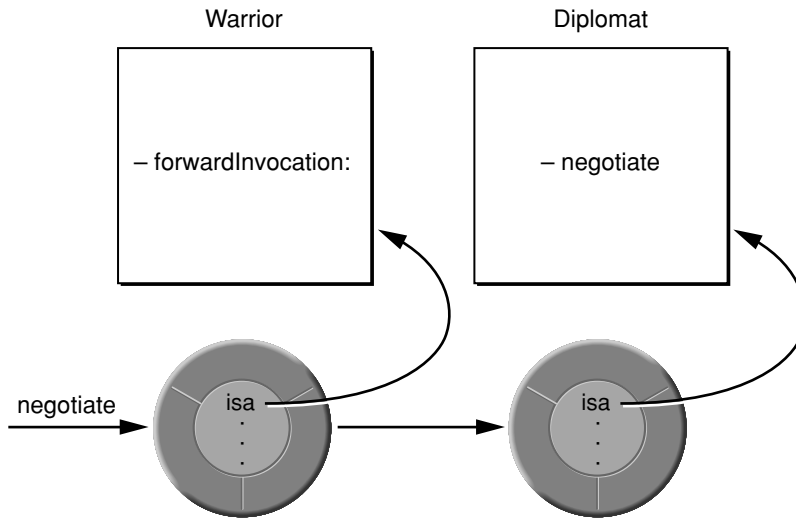 Warrior
Diplomat
– forwardInvocation:
– negotiate
negotiate
isa
.
.
.
isa
.
.
.